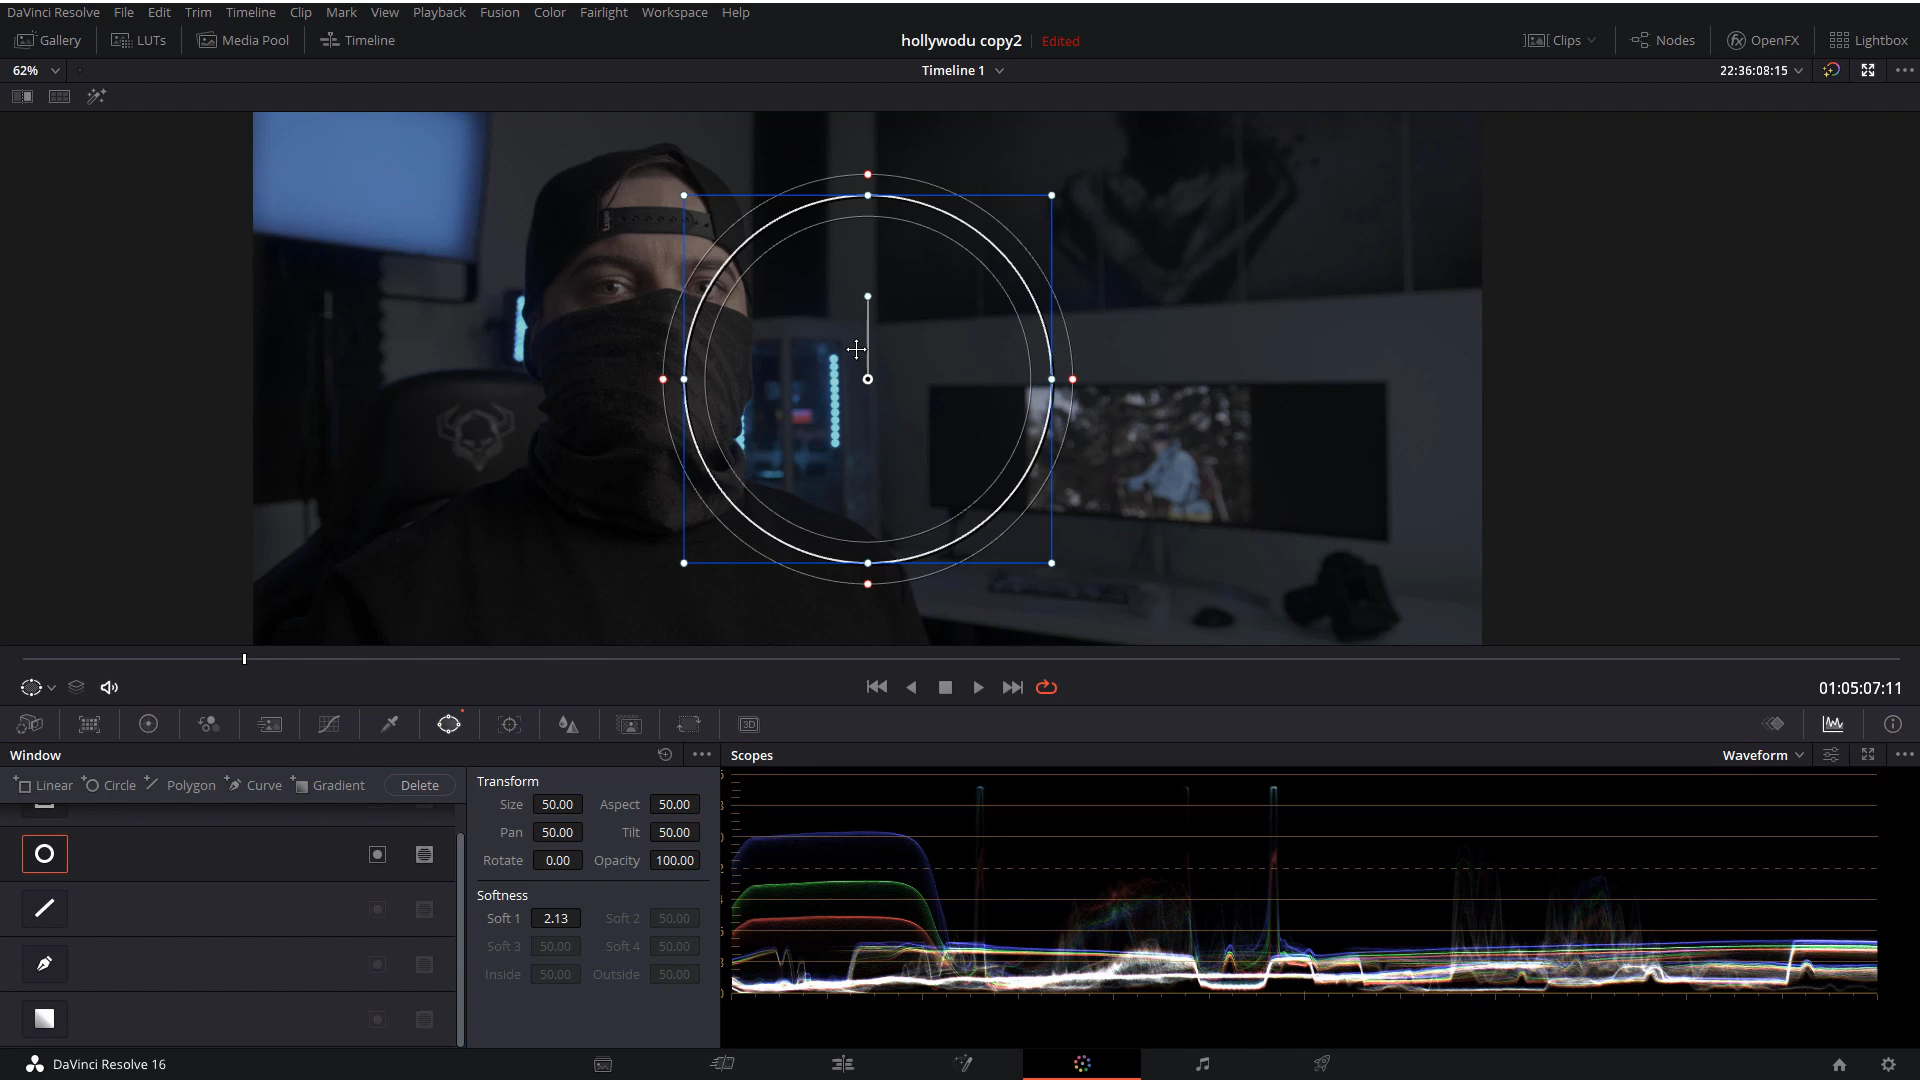 DaVinci Resolve File Edit Trim Timeline Clip Mark View Playback Fusion Color Fairlight Workspace Help
Gallery LUTs Media Pool Timeline hollywodu copy2 Edited Clips Nodes OpenFX Lightbox
62% Timeline 1 22:36:08:15
01:05:07:11
3D
Window Scopes Waveform
Linear Circle Polygon Curve Gradient Delete
Transform
Size 50.00 Aspect 50.00
Pan 50.00 Tilt 50.00
Rotate 0.00 Opacity 100.00
Softness
Soft 1 2.13 Soft 2 50.00
Soft 3 50.00 Soft 4 50.00
Inside 50.00 Outside 50.00
DaVinci Resolve 16